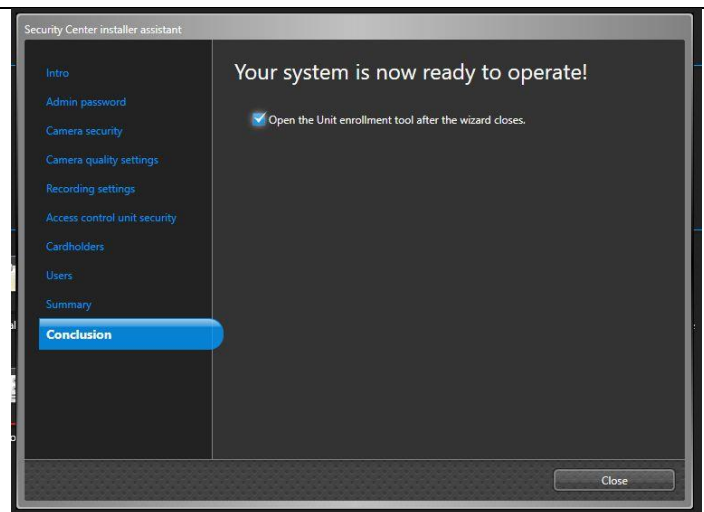 Security Center installer assistant
Intro
Admin password
Camera security
Camera quality settings
Recording settings
Access control unit security
Cardholders
Users
Summary
Conclusion
Your system is now ready to operate!
Open the Unit enrollment tool after the wizard closes.
Close